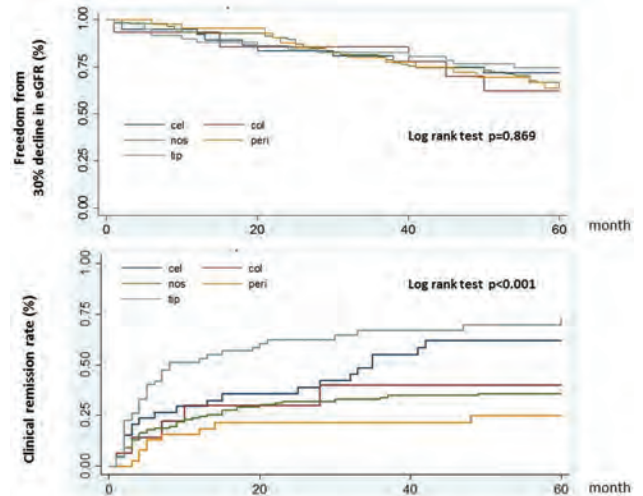 Freedom from
30% decline in eGFR (%)
1.00
0.75
0.50
0.25
0.00
cel
col
nos
peri
tip
Log rank test p=0.869
0
20
40
60
month
Clinical remission rate (%)
1.00
0.75
0.50
0.25
0.00
cel
col
nos
peri
tip
Log rank test p<0.001
0
20
40
60
month